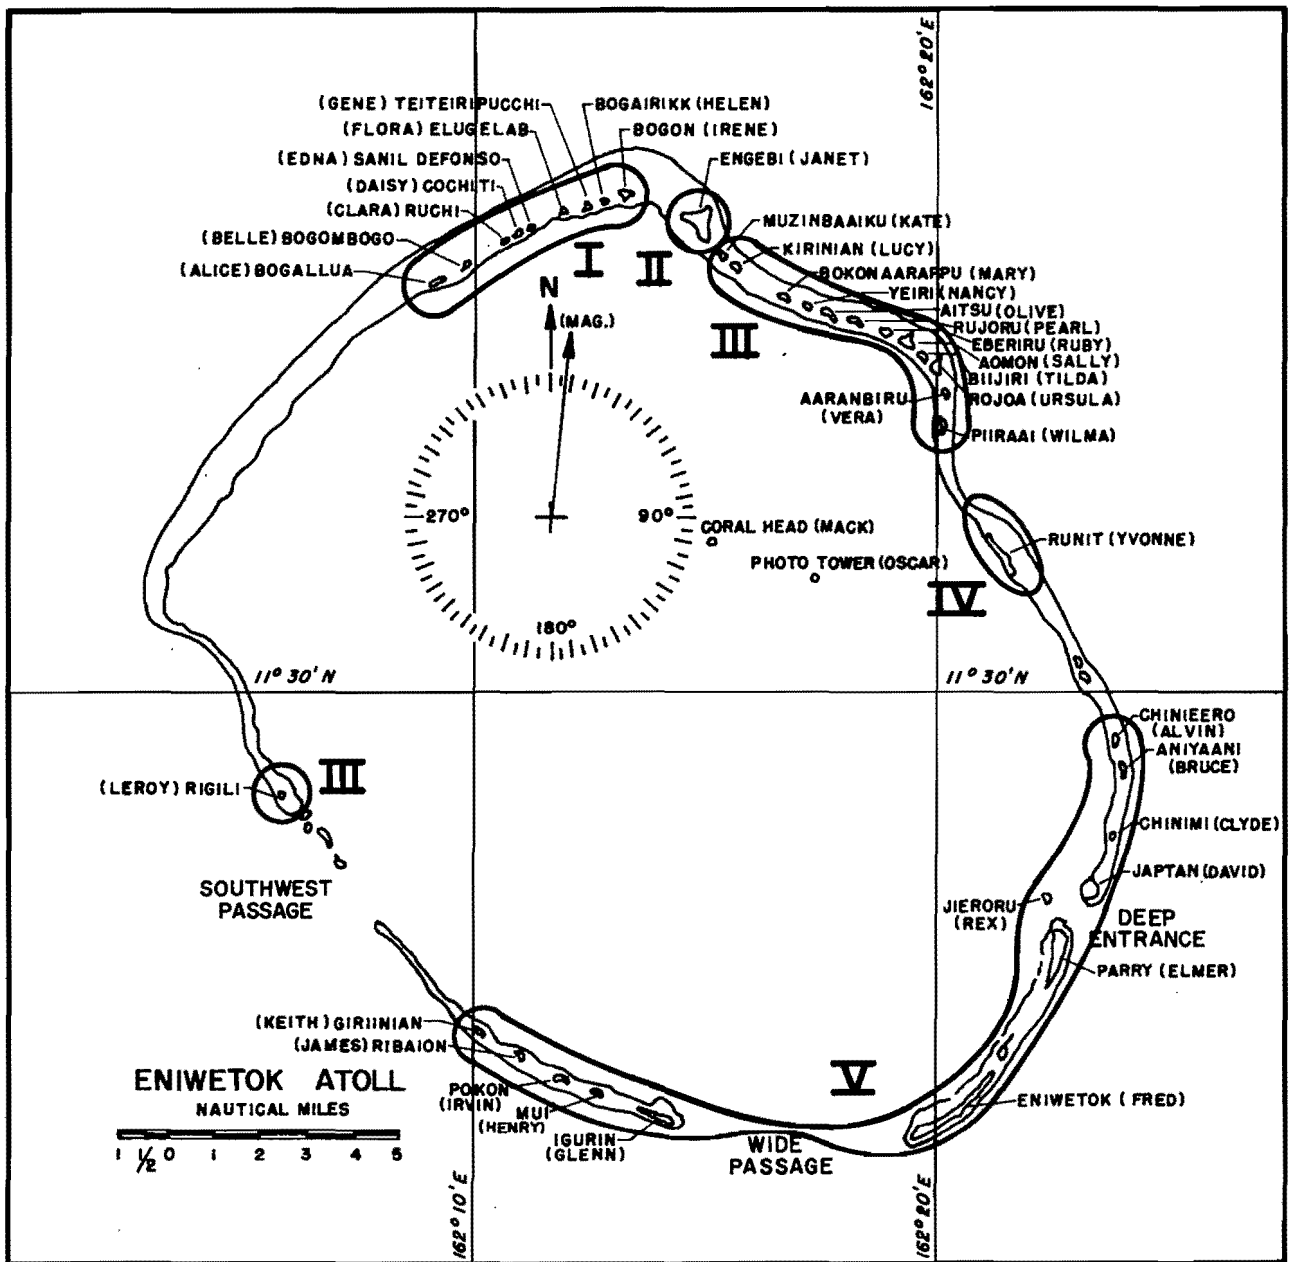 162° 20' E
(GENE) TEITEIRIPUCCHI
BOGAIRIKK (HELEN)
(FLORA) ELUGELAB
BOGON (IRENE)
(EDNA) SANIL DEFONSO
ENGEBI (JANET)
(DAISY) COCHITI
(CLARA) RUCHI
MUZINBAAIKU (KATE)
(BELLE) BOGOMBOGO
KIRINIAN (LUCY)
(ALICE) BOGALLUA
I
II
BOKONAARAPPU (MARY)
N
YEIRI (NANCY)
AITSU (OLIVE)
(MAG.)
RUJORU (PEARL)
III
EBERIRU (RUBY)
AOMON (SALLY)
BIIJIRI (TILDA)
AARANBIRU
(VERA)
ROJOA (URSULA)
PIIRAAI (WILMA)
270°
90°
CORAL HEAD (MACK)
RUNIT (YVONNE)
PHOTO TOWER (OSCAR)
IV
180°
11° 30' N
11° 30' N
CHINIEERO
(ALVIN)
ANIYAANI
(BRUCE)
III
(LEROY) RIGILI
CHINIMI (CLYDE)
JAPTAN (DAVID)
SOUTHWEST
PASSAGE
JIERORU
(REX)
DEEP
ENTRANCE
PARRY (ELMER)
(KEITH) GIRIINIAN
(JAMES) RIBAION
V
ENIWETOK ATOLL
NAUTICAL MILES
POKON
(IRVIN)
MUI
(HENRY)
ENIWETOK (FRED)
IGURIN
(GLENN)
WIDE
PASSAGE
1 1/2 0 1 2 3 4 5
162° 10' E
162° 20' E